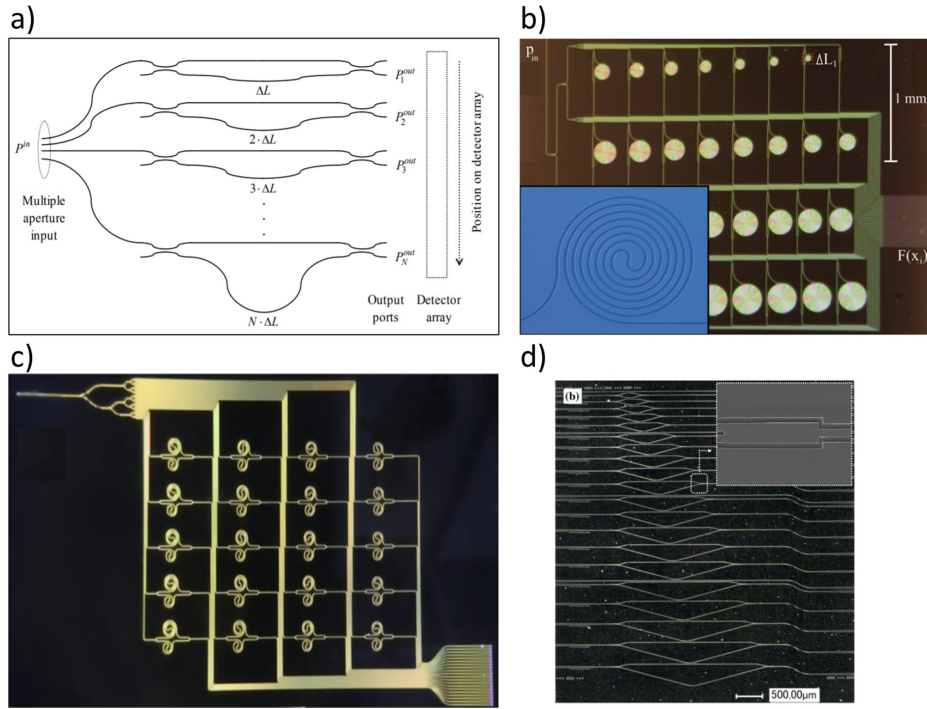 a)
P^in
Multiple
aperture
input
ΔL
2·ΔL
3·ΔL
N·ΔL
P_1^out
P_2^out
P_3^out
P_N^out
Output
ports
Detector
array
Position on detector array
b)
p_in
ΔL_1
1 mm
F(x_i)
c)
d)
(b)
500.00μm